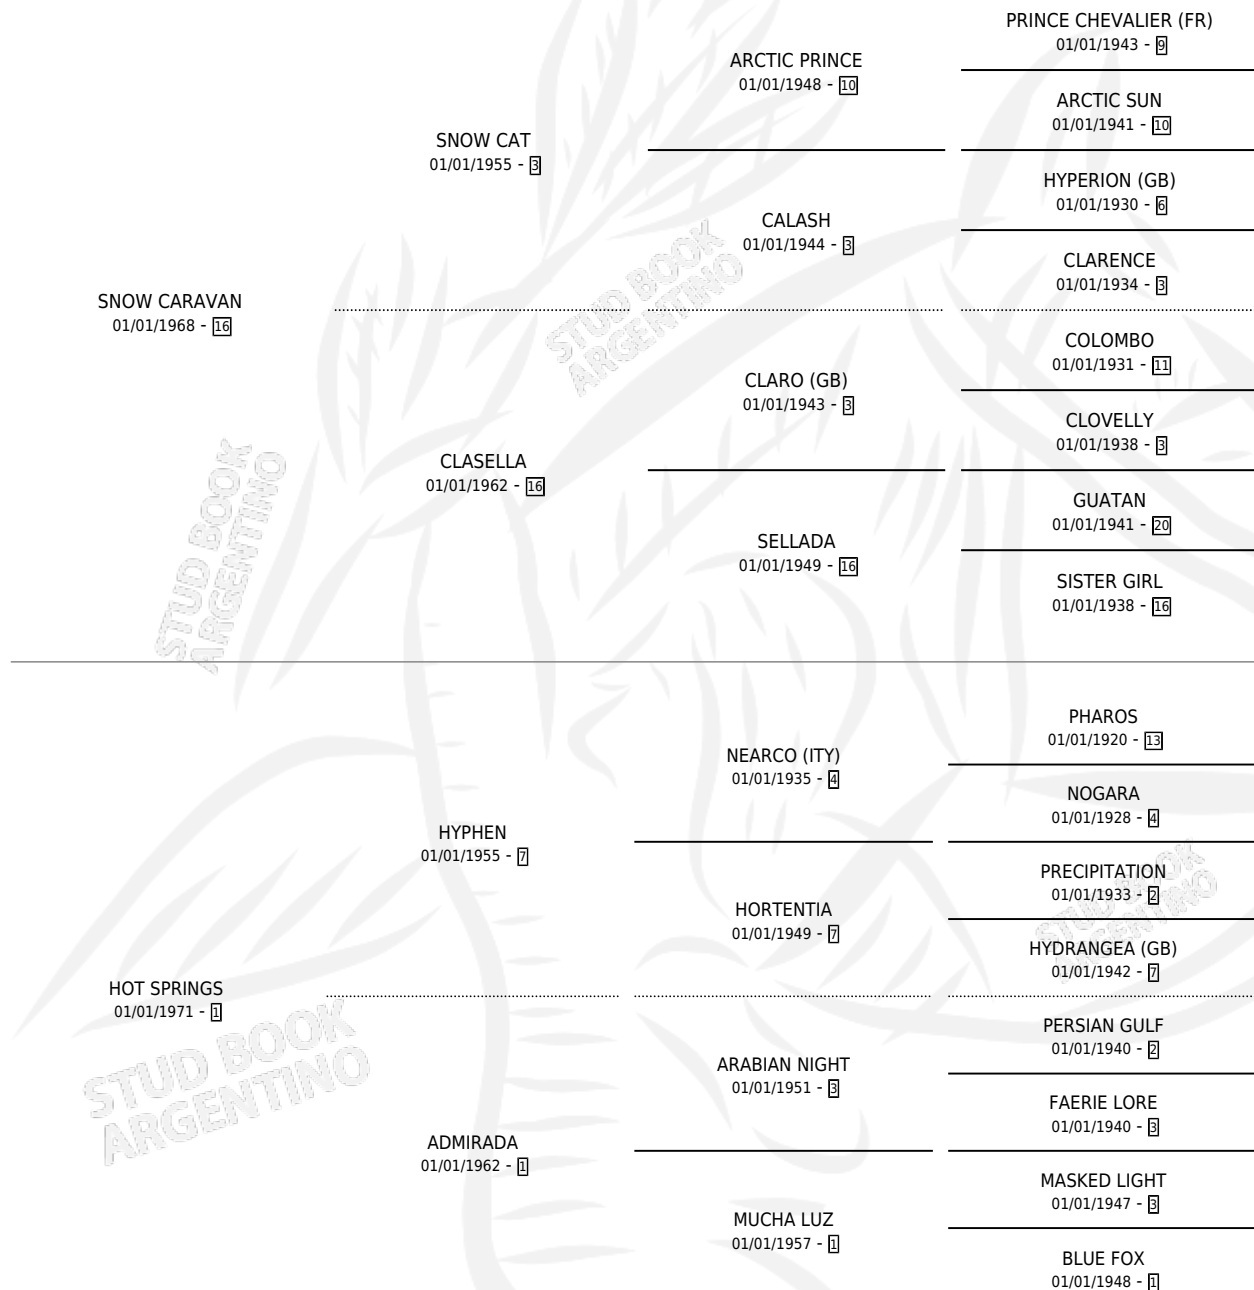 PRINCE CHEVALIER (FR)
01/01/1943 - 9
ARCTIC PRINCE
01/01/1948 - 10
ARCTIC SUN
01/01/1941 - 10
SNOW CAT
01/01/1955 - 3
HYPERION (GB)
01/01/1930 - 6
CALASH
01/01/1944 - 3
CLARENCE
01/01/1934 - 3
SNOW CARAVAN
01/01/1968 - 16
COLOMBO
01/01/1931 - 11
CLARO (GB)
01/01/1943 - 3
CLOVELLY
01/01/1938 - 3
CLASELLA
01/01/1962 - 16
GUATAN
01/01/1941 - 20
SELLADA
01/01/1949 - 16
SISTER GIRL
01/01/1938 - 16
PHAROS
01/01/1920 - 13
NEARCO (ITY)
01/01/1935 - 4
NOGARA
01/01/1928 - 4
HYPHEN
01/01/1955 - 7
PRECIPITATION
01/01/1933 - 2
HORTENTIA
01/01/1949 - 7
HYDRANGEA (GB)
01/01/1942 - 7
HOT SPRINGS
01/01/1971 - 1
PERSIAN GULF
01/01/1940 - 2
ARABIAN NIGHT
01/01/1951 - 3
FAERIE LORE
01/01/1940 - 3
ADMIRADA
01/01/1962 - 1
MASKED LIGHT
01/01/1947 - 3
MUCHA LUZ
01/01/1957 - 1
BLUE FOX
01/01/1948 - 1
STUD BOOK
ARGENTINO
STUD BOOK
ARGENTINO
STUD BOOK
ARGENTINO
STUD BOOK
ARGENTINO